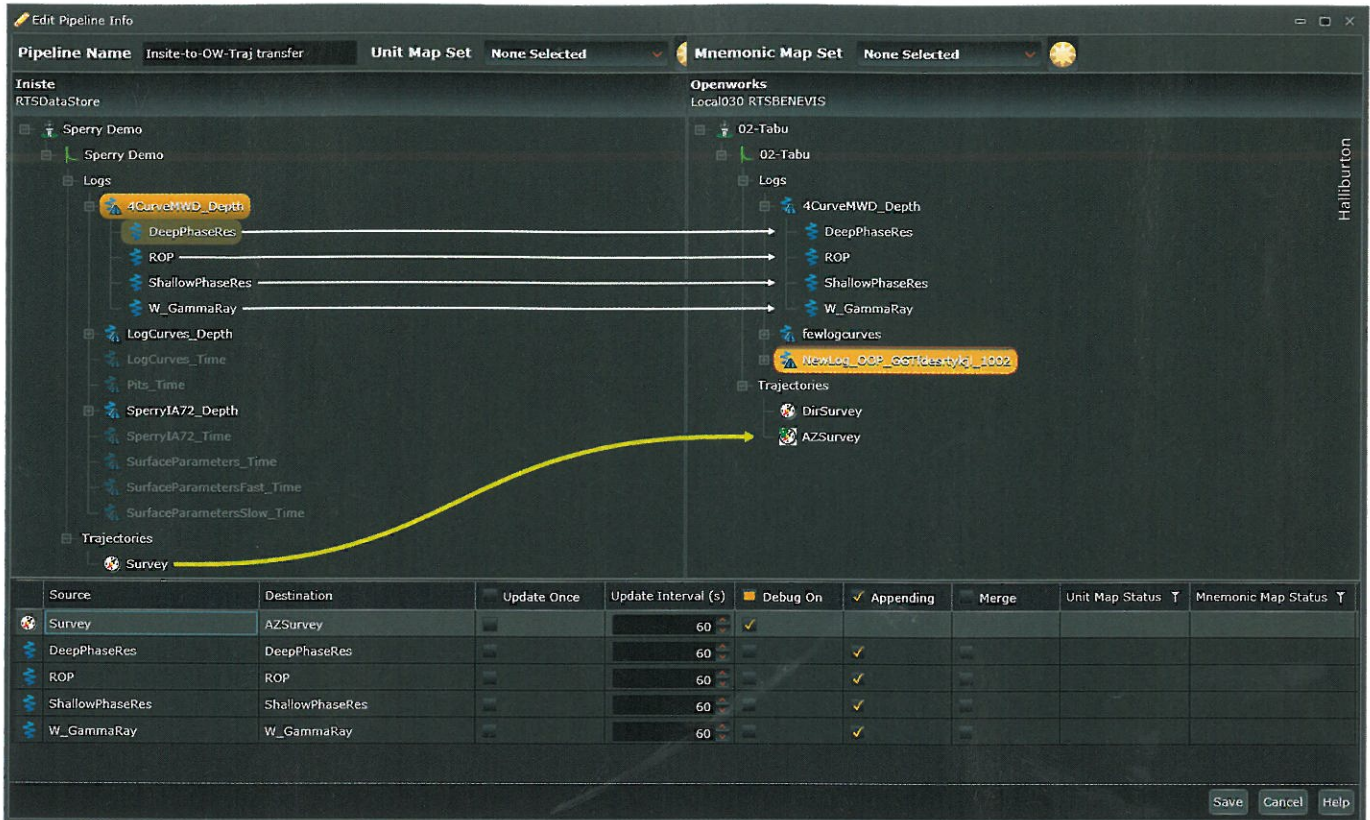 Edit Pipeline Info
Pipeline Name Insite-to-OW-Traj transfer Unit Map Set None Selected Mnemonic Map Set None Selected
Iniste
RTSDataStore
Sperry Demo
Sperry Demo
Logs
4CurveMWD_Depth
DeepPhaseRes
ROP
ShallowPhaseRes
W_GammaRay
LogCurves_Depth
LogCurves_Time
Pits_Time
SperryIA72_Depth
SperryIA72_Time
SurfaceParameters_Time
SurfaceParametersFast_Time
SurfaceParametersSlow_Time
Trajectories
Survey
Openworks
Local030 RTSBENEVIS
02-Tabu
02-Tabu
Logs
4CurveMWD_Depth
DeepPhaseRes
ROP
ShallowPhaseRes
W_GammaRay
fewlogcurves
Trajectories
DirSurvey
AZSurvey
Halliburton
Source Destination Update Once Update Interval (s) Debug On Appending Merge Unit Map Status Mnemonic Map Status
Survey AZSurvey 60
DeepPhaseRes DeepPhaseRes 60
ROP ROP 60
ShallowPhaseRes ShallowPhaseRes 60
W_GammaRay W_GammaRay 60
Save Cancel Help